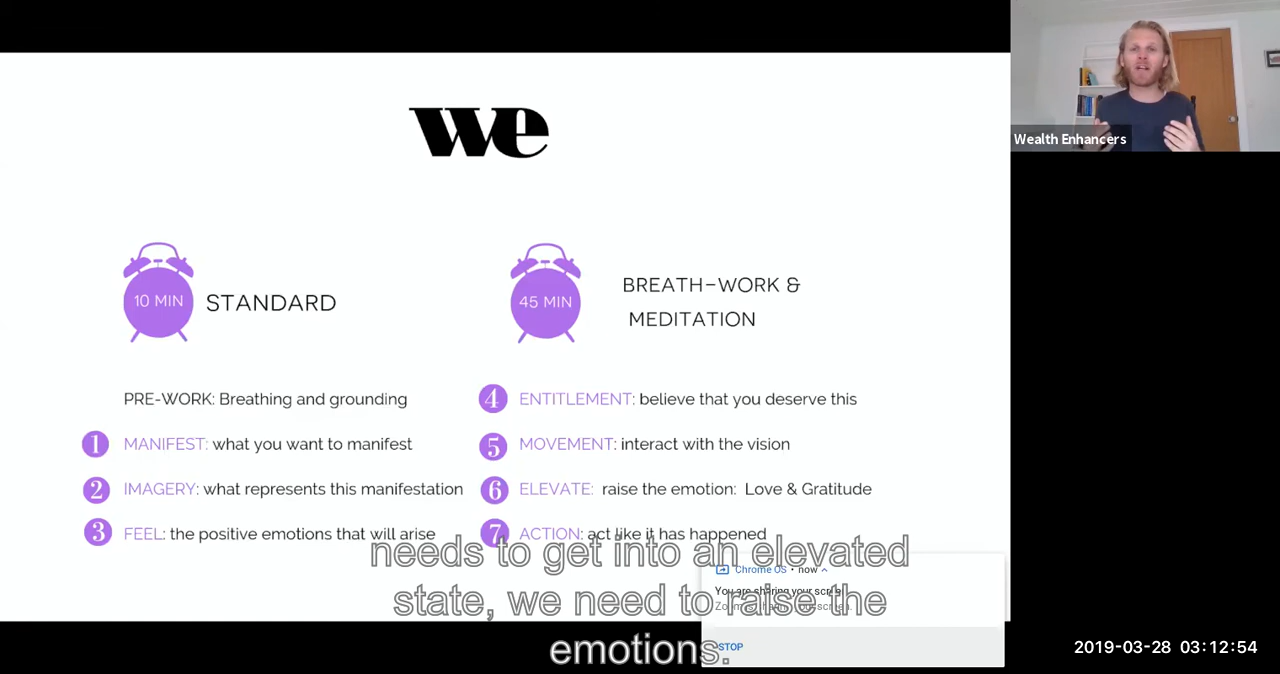 we
Wealth Enhancers
10 MIN
STANDARD
45 MIN
BREATH-WORK &
MEDITATION
PRE-WORK: Breathing and grounding
1 MANIFEST: what you want to manifest
2 IMAGERY: what represents this manifestation
3 FEEL: the positive emotions that will arise
4 ENTITLEMENT: believe that you deserve this
5 MOVEMENT: interact with the vision
6 ELEVATE: raise the emotion: Love & Gratitude
7 ACTION: act like it has happened
needs to get into an elevated
state, we need to raise the
emotions.
Chrome OS • now
You are sharing your
STOP
2019-03-28 03:12:54